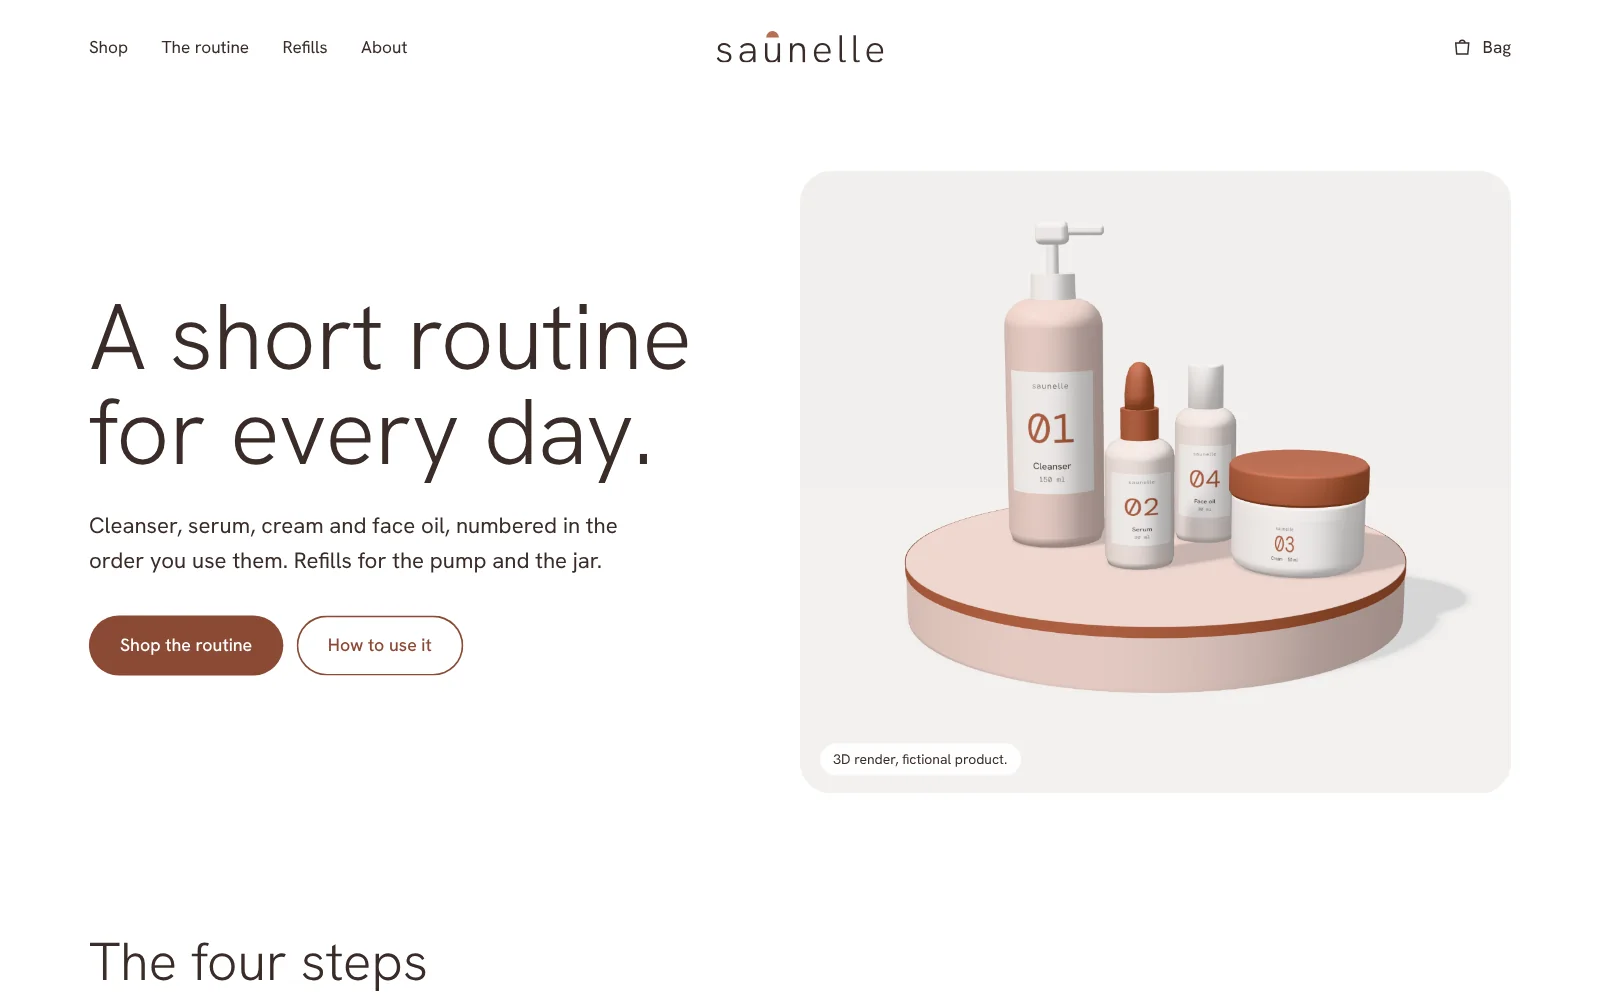 Shop
The routine
Refills
About
saunelle
Bag
A short routine
for every day.
Cleanser, serum, cream and face oil, numbered in the
order you use them. Refills for the pump and the jar.
Shop the routine
How to use it
saunelle
01
Cleanser
150 ml
saunelle
02
Serum
saunelle
04
Face oil
03
3D render, fictional product.
The four steps